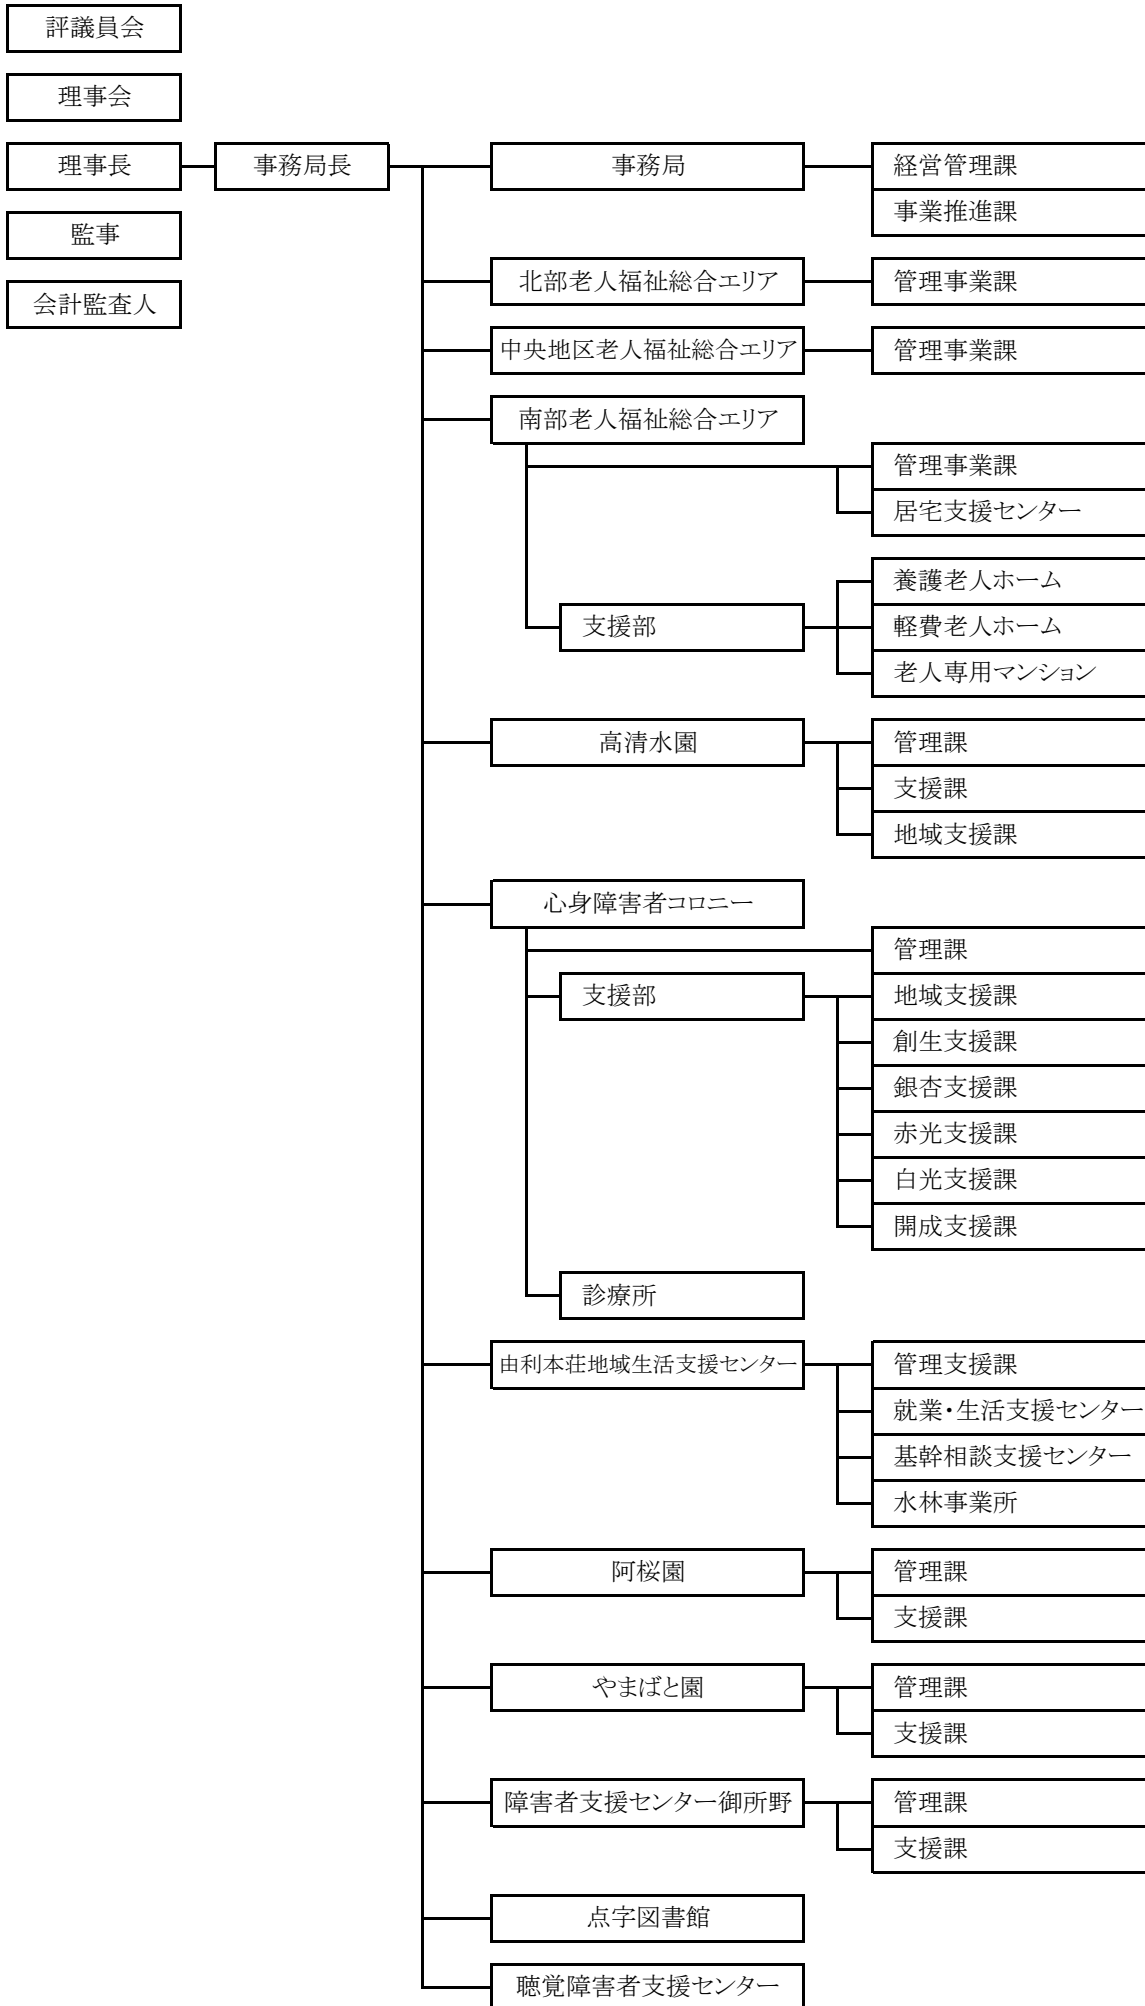 評議員会
理事会
理事長
事務局長
事務局
経営管理課
事業推進課
監事
会計監査人
北部老人福祉総合エリア
管理事業課
中央地区老人福祉総合エリア
管理事業課
南部老人福祉総合エリア
管理事業課
居宅支援センター
支援部
養護老人ホーム
軽費老人ホーム
老人専用マンション
高清水園
管理課
支援課
地域支援課
心身障害者コロニー
管理課
支援部
地域支援課
創生支援課
銀杏支援課
赤光支援課
白光支援課
開成支援課
診療所
由利本荘地域生活支援センター
管理支援課
就業・生活支援センター
基幹相談支援センター
水林事業所
阿桜園
管理課
支援課
やまばと園
管理課
支援課
障害者支援センター御所野
管理課
支援課
点字図書館
聴覚障害者支援センター